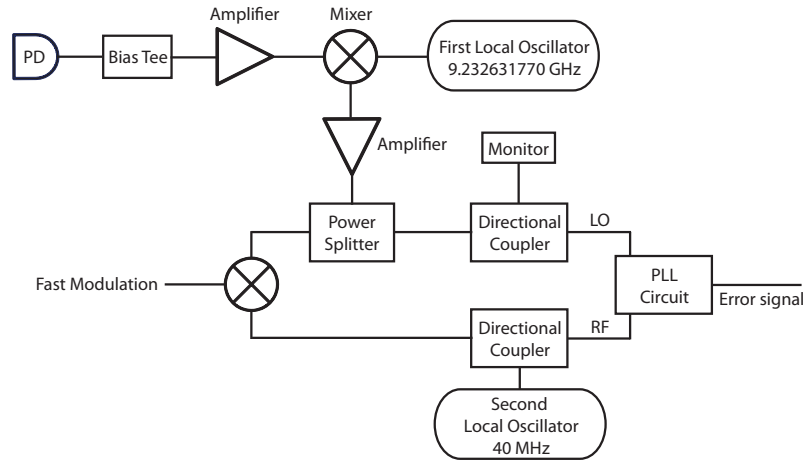 Amplifier
Mixer
PD
Bias Tee
First Local Oscillator
9.232631770 GHz
Amplifier
Monitor
Power
Splitter
Directional
Coupler
LO
Fast Modulation
PLL
Circuit
Error signal
Directional
Coupler
RF
Second
Local Oscillator
40 MHz